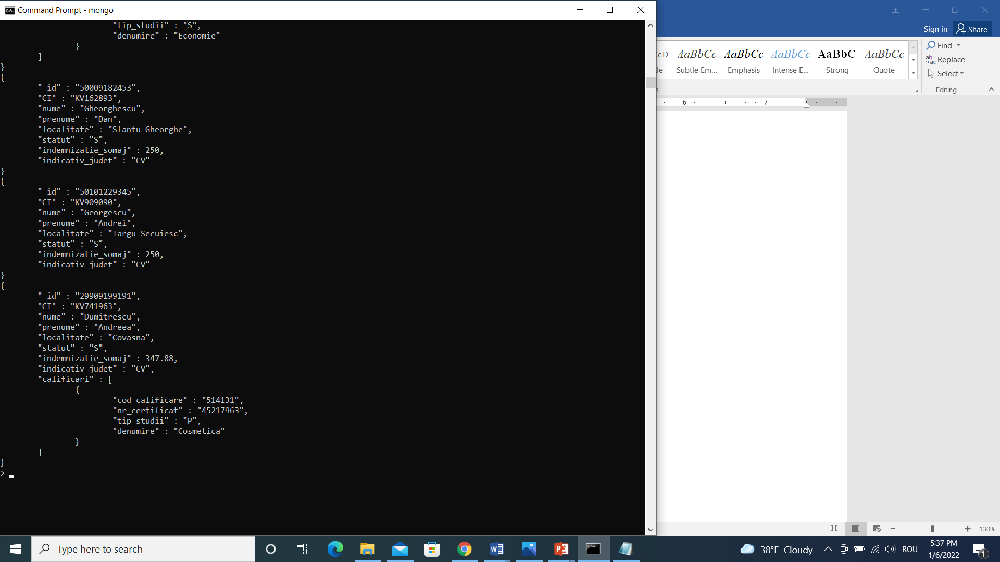 Command Prompt - mongo
"tip_studii" : "S",
"denumire" : "Economie"
}
]
}
{
"_id" : "50009182453",
"CI" : "KV162893",
"nume" : "Gheorghescu",
"prenume" : "Dan",
"localitate" : "Sfantu Gheorghe",
"statut" : "S",
"indemnizatie_somaj" : 250,
"indicativ_judet" : "CV"
}
{
"_id" : "50101229345",
"CI" : "KV909090",
"nume" : "Georgescu",
"prenume" : "Andrei",
"localitate" : "Targu Secuiesc",
"statut" : "S",
"indemnizatie_somaj" : 250,
"indicativ_judet" : "CV"
}
{
"_id" : "29909199191",
"CI" : "KV741963",
"nume" : "Dumitrescu",
"prenume" : "Andreea",
"localitate" : "Covasna",
"statut" : "S",
"indemnizatie_somaj" : 347.88,
"indicativ_judet" : "CV",
"calificari" : [
{
"cod_calificare" : "514131",
"nr_certificat" : "45217963",
"tip_studii" : "P",
"denumire" : "Cosmetica"
}
]
}
>
Sign in Share
CcD AaBbCc AaBbCc AaBbCc AaBbC AaBbCc
le Subtle Em... Emphasis Intense E... Strong Quote
s
Find
Replace
Select
Editing
6 7
130%
Type here to search
38°F Cloudy
ROU
5:37 PM
1/6/2022
1